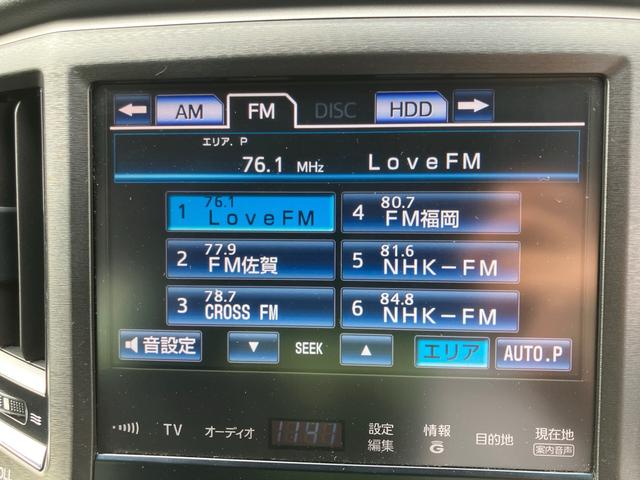 AM FM DISC HDD
エリア. P
76.1 MHz LoveFM
1 76.1 LoveFM
4 80.7 FM福岡
2 77.9 FM佐賀
5 81.6 NHK－FM
3 78.7 CROSS FM
6 84.8 NHK－FM
音設定 SEEK エリア AUTO.P
TV オーディオ 11:41 設定編集 情報 G 目的地 現在地
案内音声